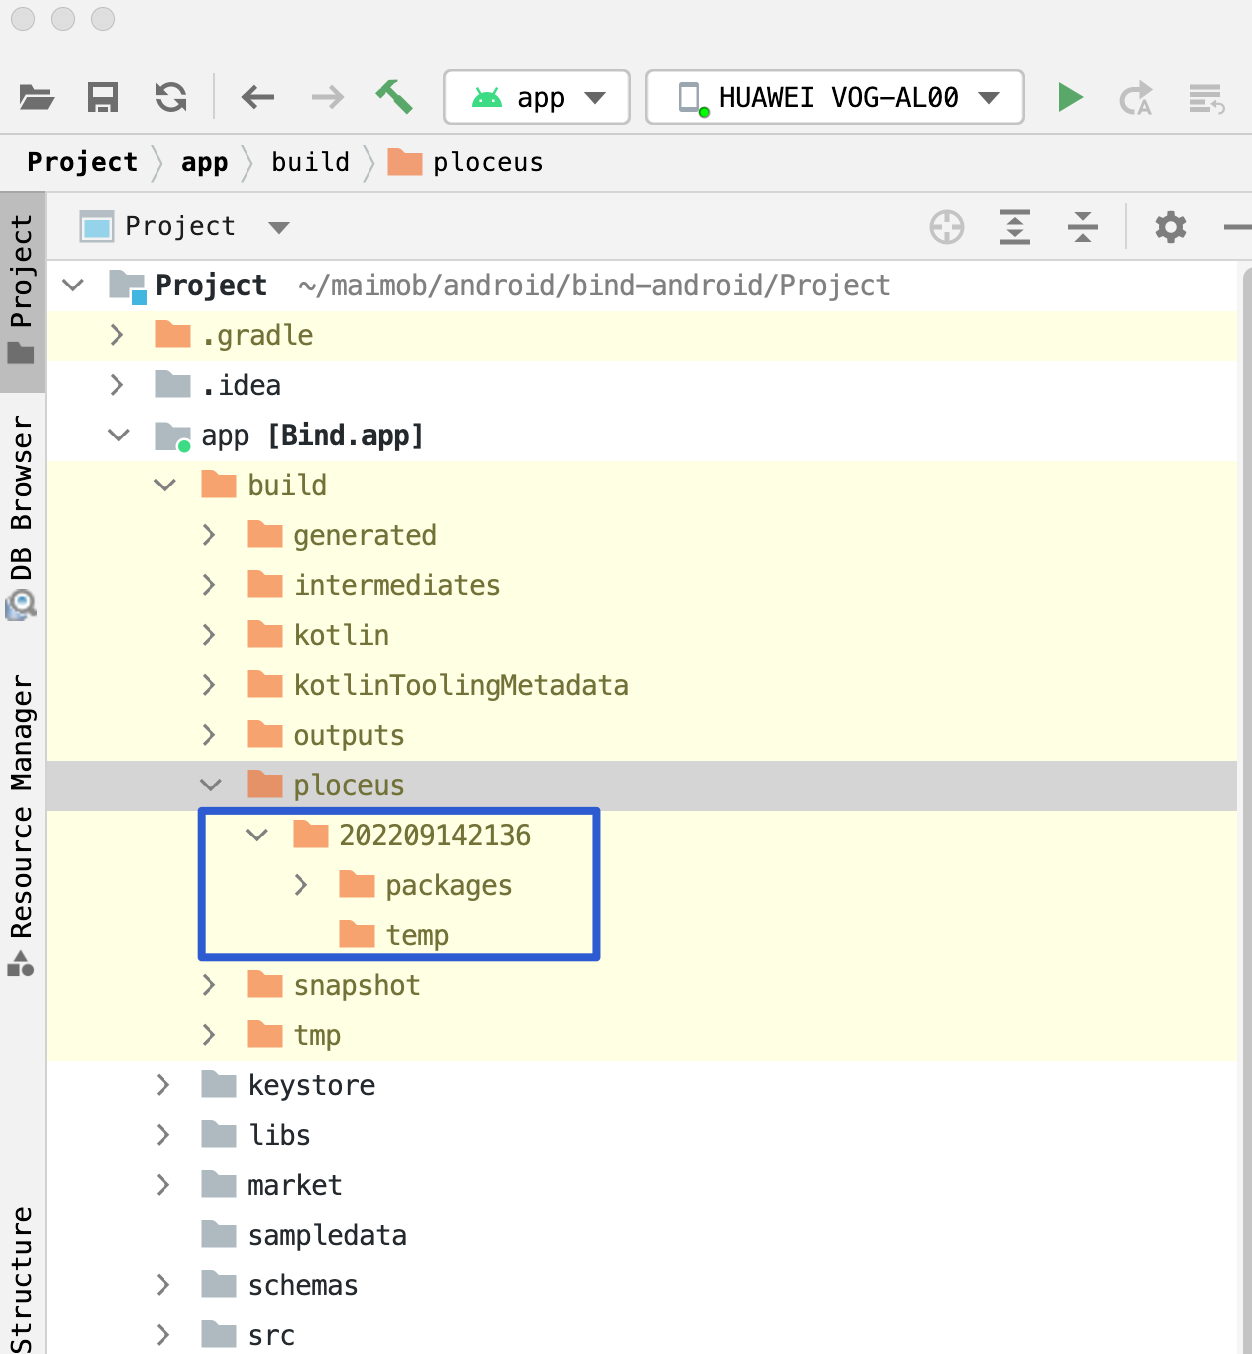 app HUAWEI VOG-AL00
Project app build ploceus
Project
Project ~/maimob/android/bind-android/Project
.gradle
.idea
app [Bind.app]
build
generated
intermediates
kotlin
kotlinToolingMetadata
outputs
ploceus
202209142136
packages
temp
snapshot
tmp
keystore
libs
market
sampledata
schemas
src
Project
DB Browser
Resource Manager
Structure